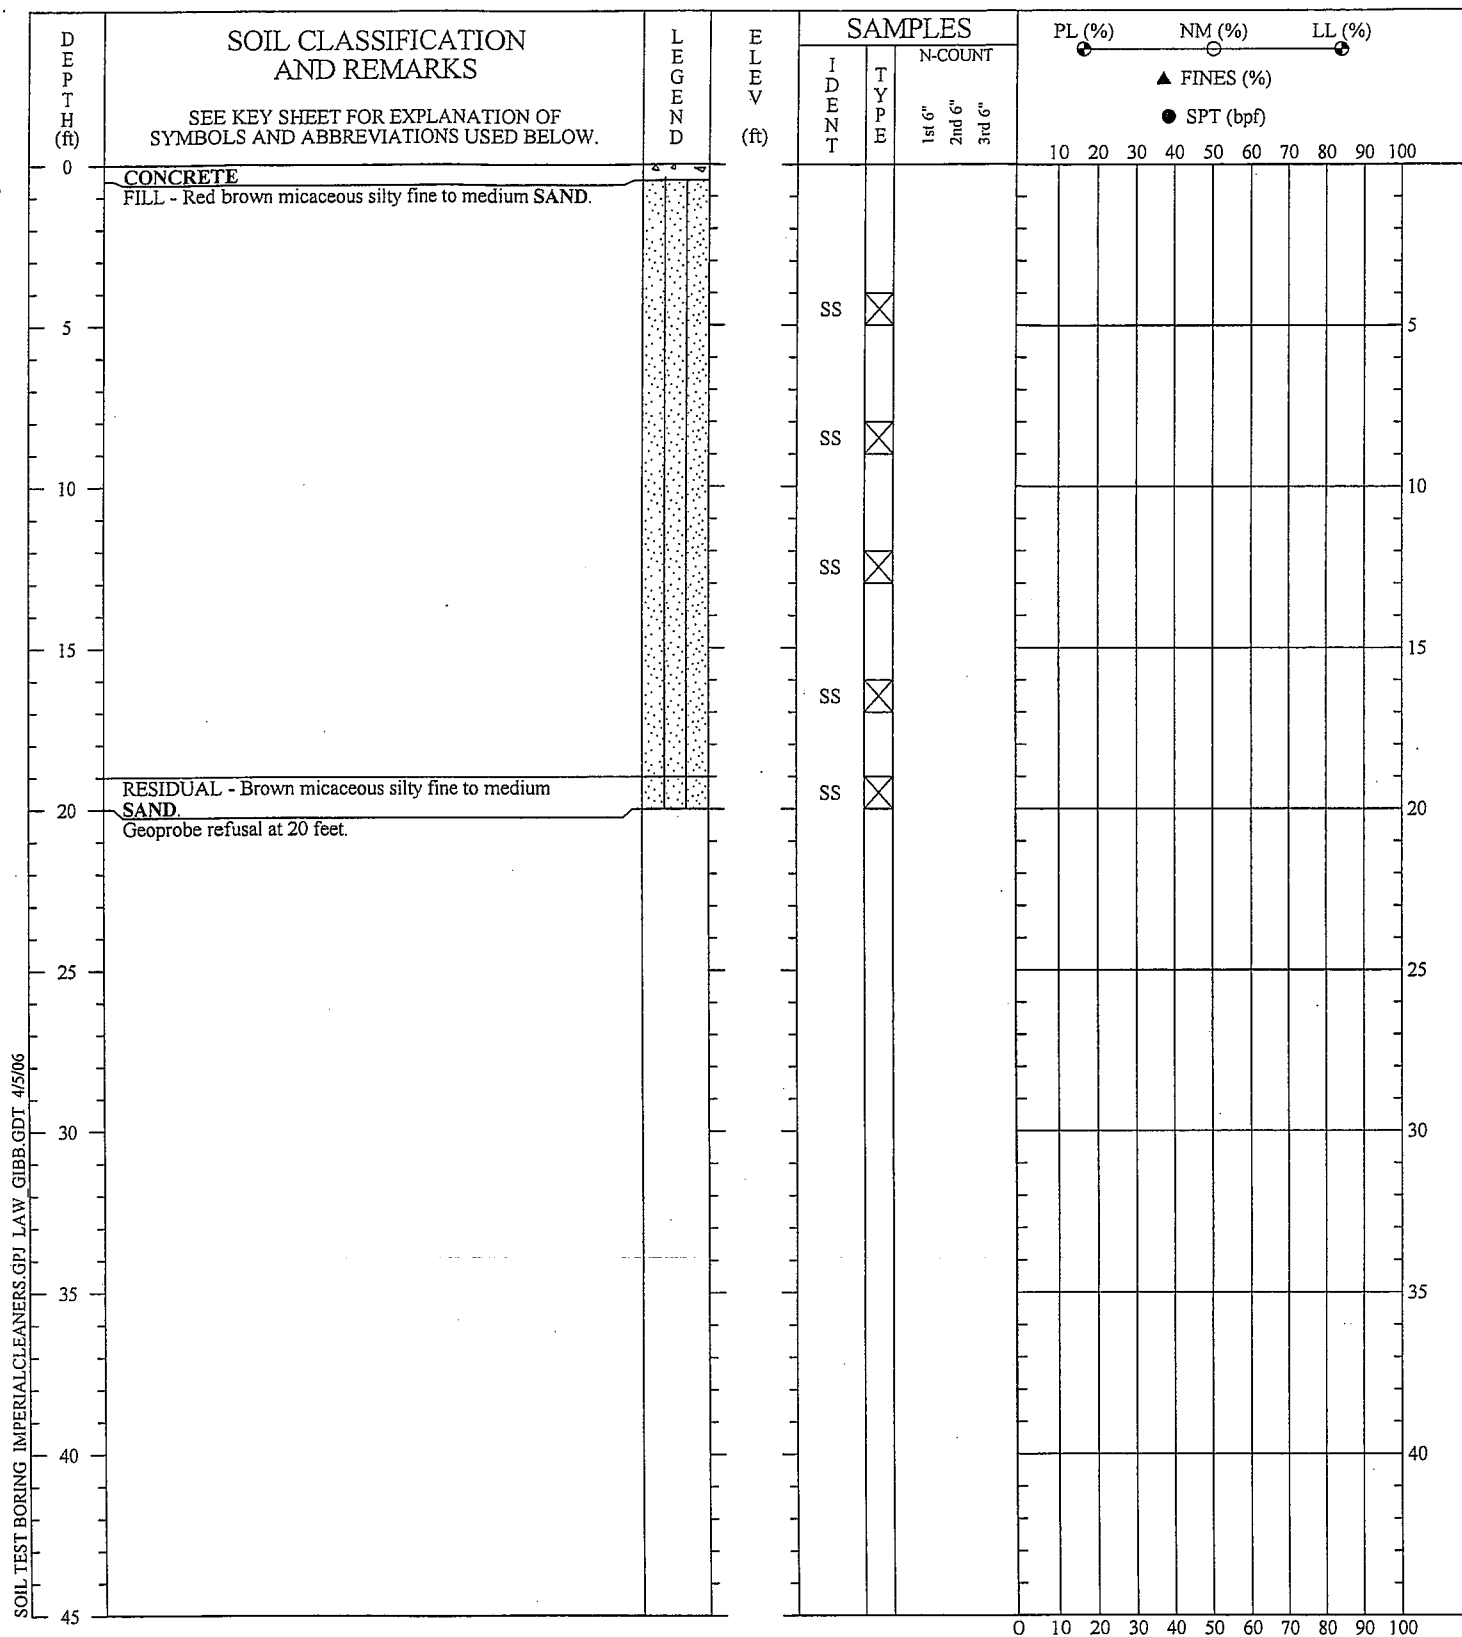 DEPTH (ft)
SOIL CLASSIFICATION
AND REMARKS
SEE KEY SHEET FOR EXPLANATION OF
SYMBOLS AND ABBREVIATIONS USED BELOW.
LEGEND
ELEV (ft)
SAMPLES
IDENT
TYPE
N-COUNT
1st 6"
2nd 6"
3rd 6"
PL (%) NM (%) LL (%)
▲ FINES (%)
● SPT (bpf)
10 20 30 40 50 60 70 80 90 100
0
CONCRETE
FILL - Red brown micaceous silty fine to medium SAND.
SS
5 5
SS
10 10
SS
15 15
SS
RESIDUAL - Brown micaceous silty fine to medium
SAND.
SS
20 20
Geoprobe refusal at 20 feet.
25 25
30 30
35 35
40 40
45
0 10 20 30 40 50 60 70 80 90 100
SOIL TEST BORING IMPERIALCLEANERS.GPJ LAW_GIBB.GDT 4/5/06